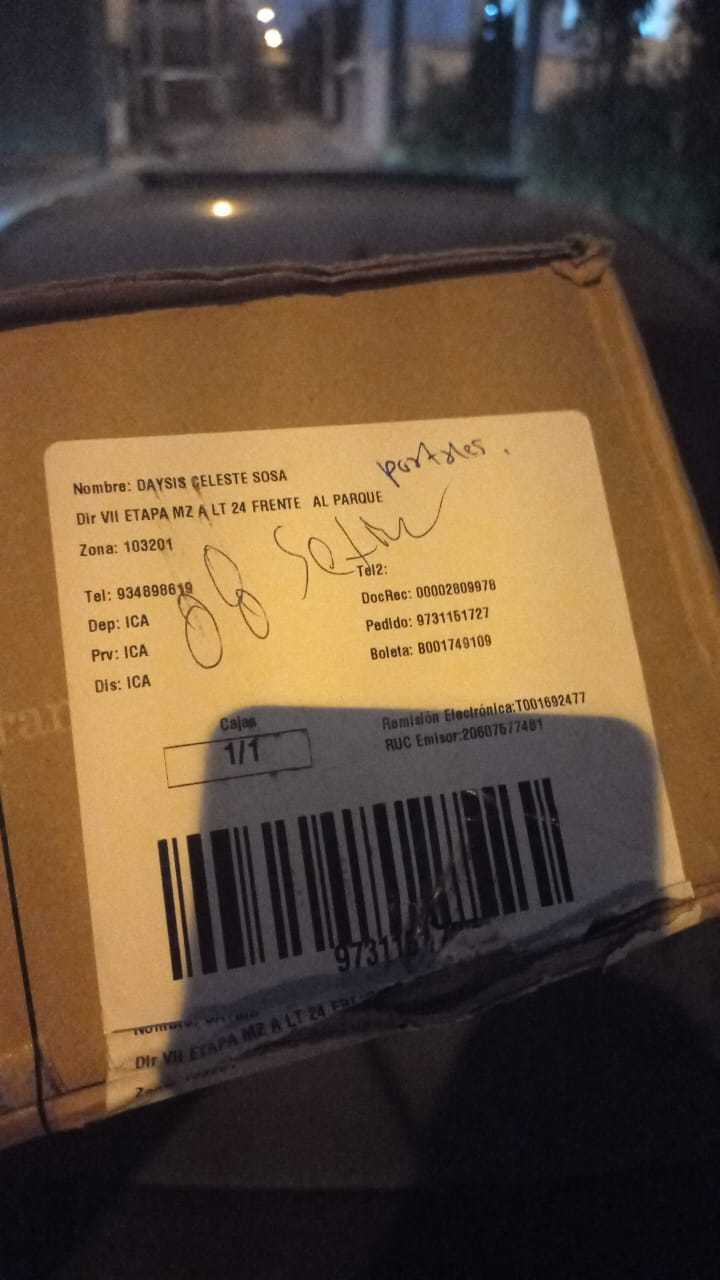 Nombre: DAYSIS CELESTE SOSA
portales.
Dir VII ETAPA MZ A LT 24 FRENTE AL PARQUE
Zona: 103201
Tel: 934898619
Tel2:
Dep: ICA
DocRec: 00002809978
Prv: ICA
Pedido: 9731151727
Dis: ICA
Boleta: B001749109
Cajas
1/1
Remisión Electrónica:T001692477
RUC Emisor:20607577481
973115
Dir VII ETAPA MZ A LT 24